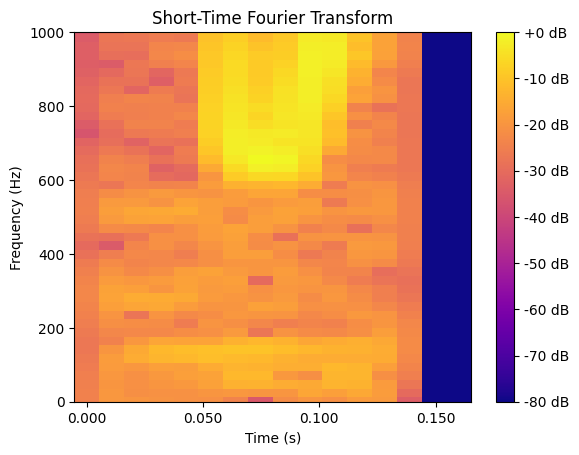 Short-Time Fourier Transform
1000
800
600
400
200
0
Frequency (Hz)
0.000
0.050
0.100
0.150
Time (s)
+0 dB
-10 dB
-20 dB
-30 dB
-40 dB
-50 dB
-60 dB
-70 dB
-80 dB